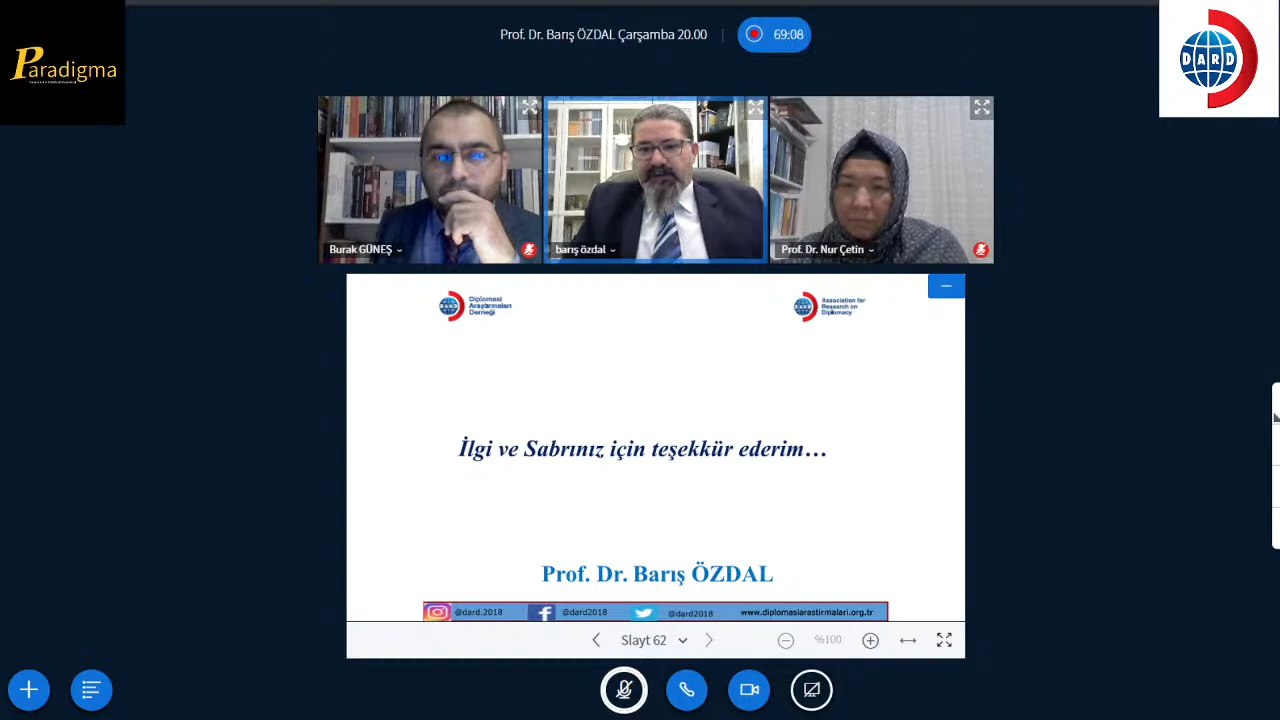 Paradigma
Prof. Dr. Barış ÖZDAL Çarşamba 20.00
69:08
DARD
Burak GÜNEŞ
barış özdal
Prof. Dr. Nur Çetin
DARD
Diplomasi
Araştırmaları
Derneği
DARD
Association for
Research on
Diplomacy
İlgi ve Sabrınız için teşekkür ederim…
Prof. Dr. Barış ÖZDAL
@dard.2018
@dard2018
@dard2018
www.diplomasiarastirmalari.org.tr
Slayt 62
%100